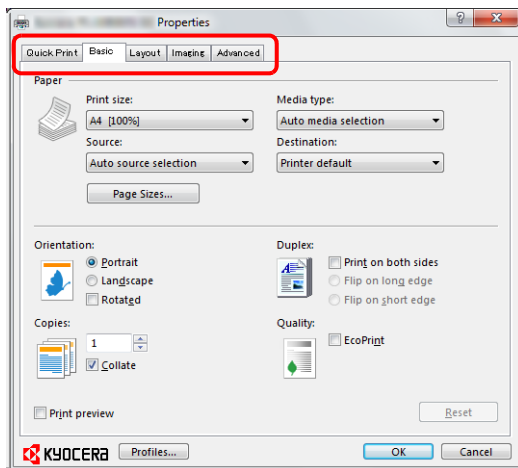 Properties
Quick Print Basic Layout Imaging Advanced
Paper
Print size: Media type:
A4 [100%] Auto media selection
Source: Destination:
Auto source selection Printer default
Page Sizes...
Orientation: Duplex:
Portrait Print on both sides
Landscape Flip on long edge
Rotated Flip on short edge
Copies: Quality:
1 EcoPrint
Collate
Print preview Reset
KYOCERA Profiles... OK Cancel